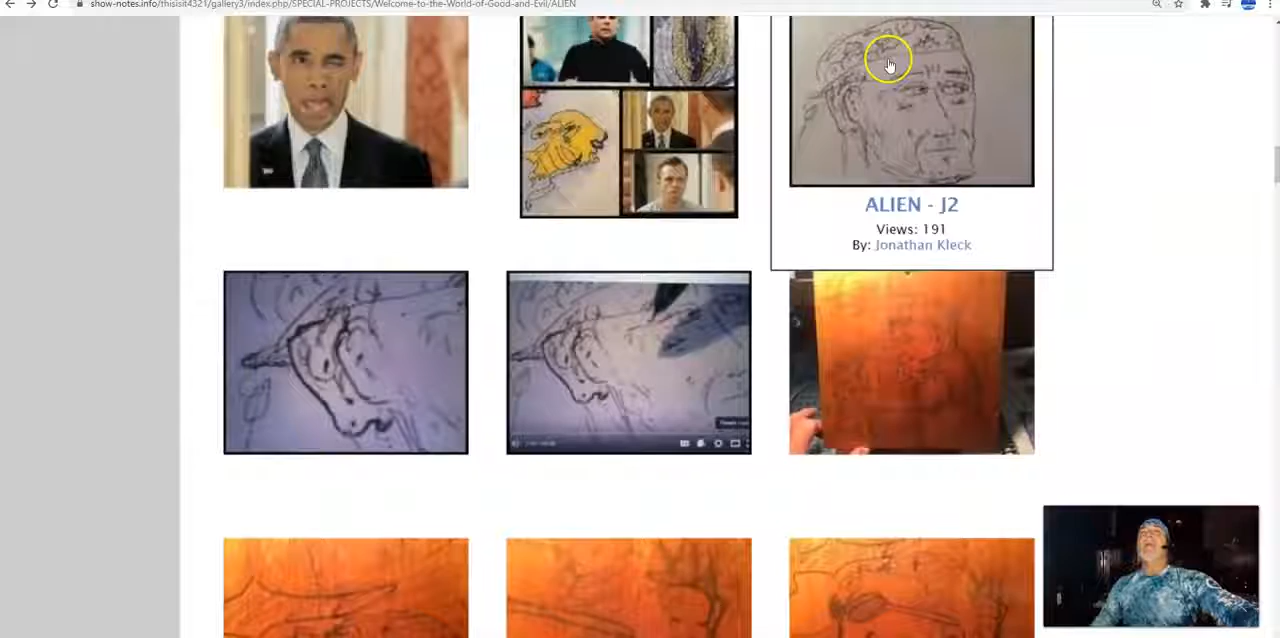 show-notes.info/thisisit4321/gallery3/index.php/SPECIAL-PROJECTS/Welcome-to-the-World-of-Good-and-Evil/ALIEN
ALIEN - J2
Views: 191
By: Jonathan Kleck